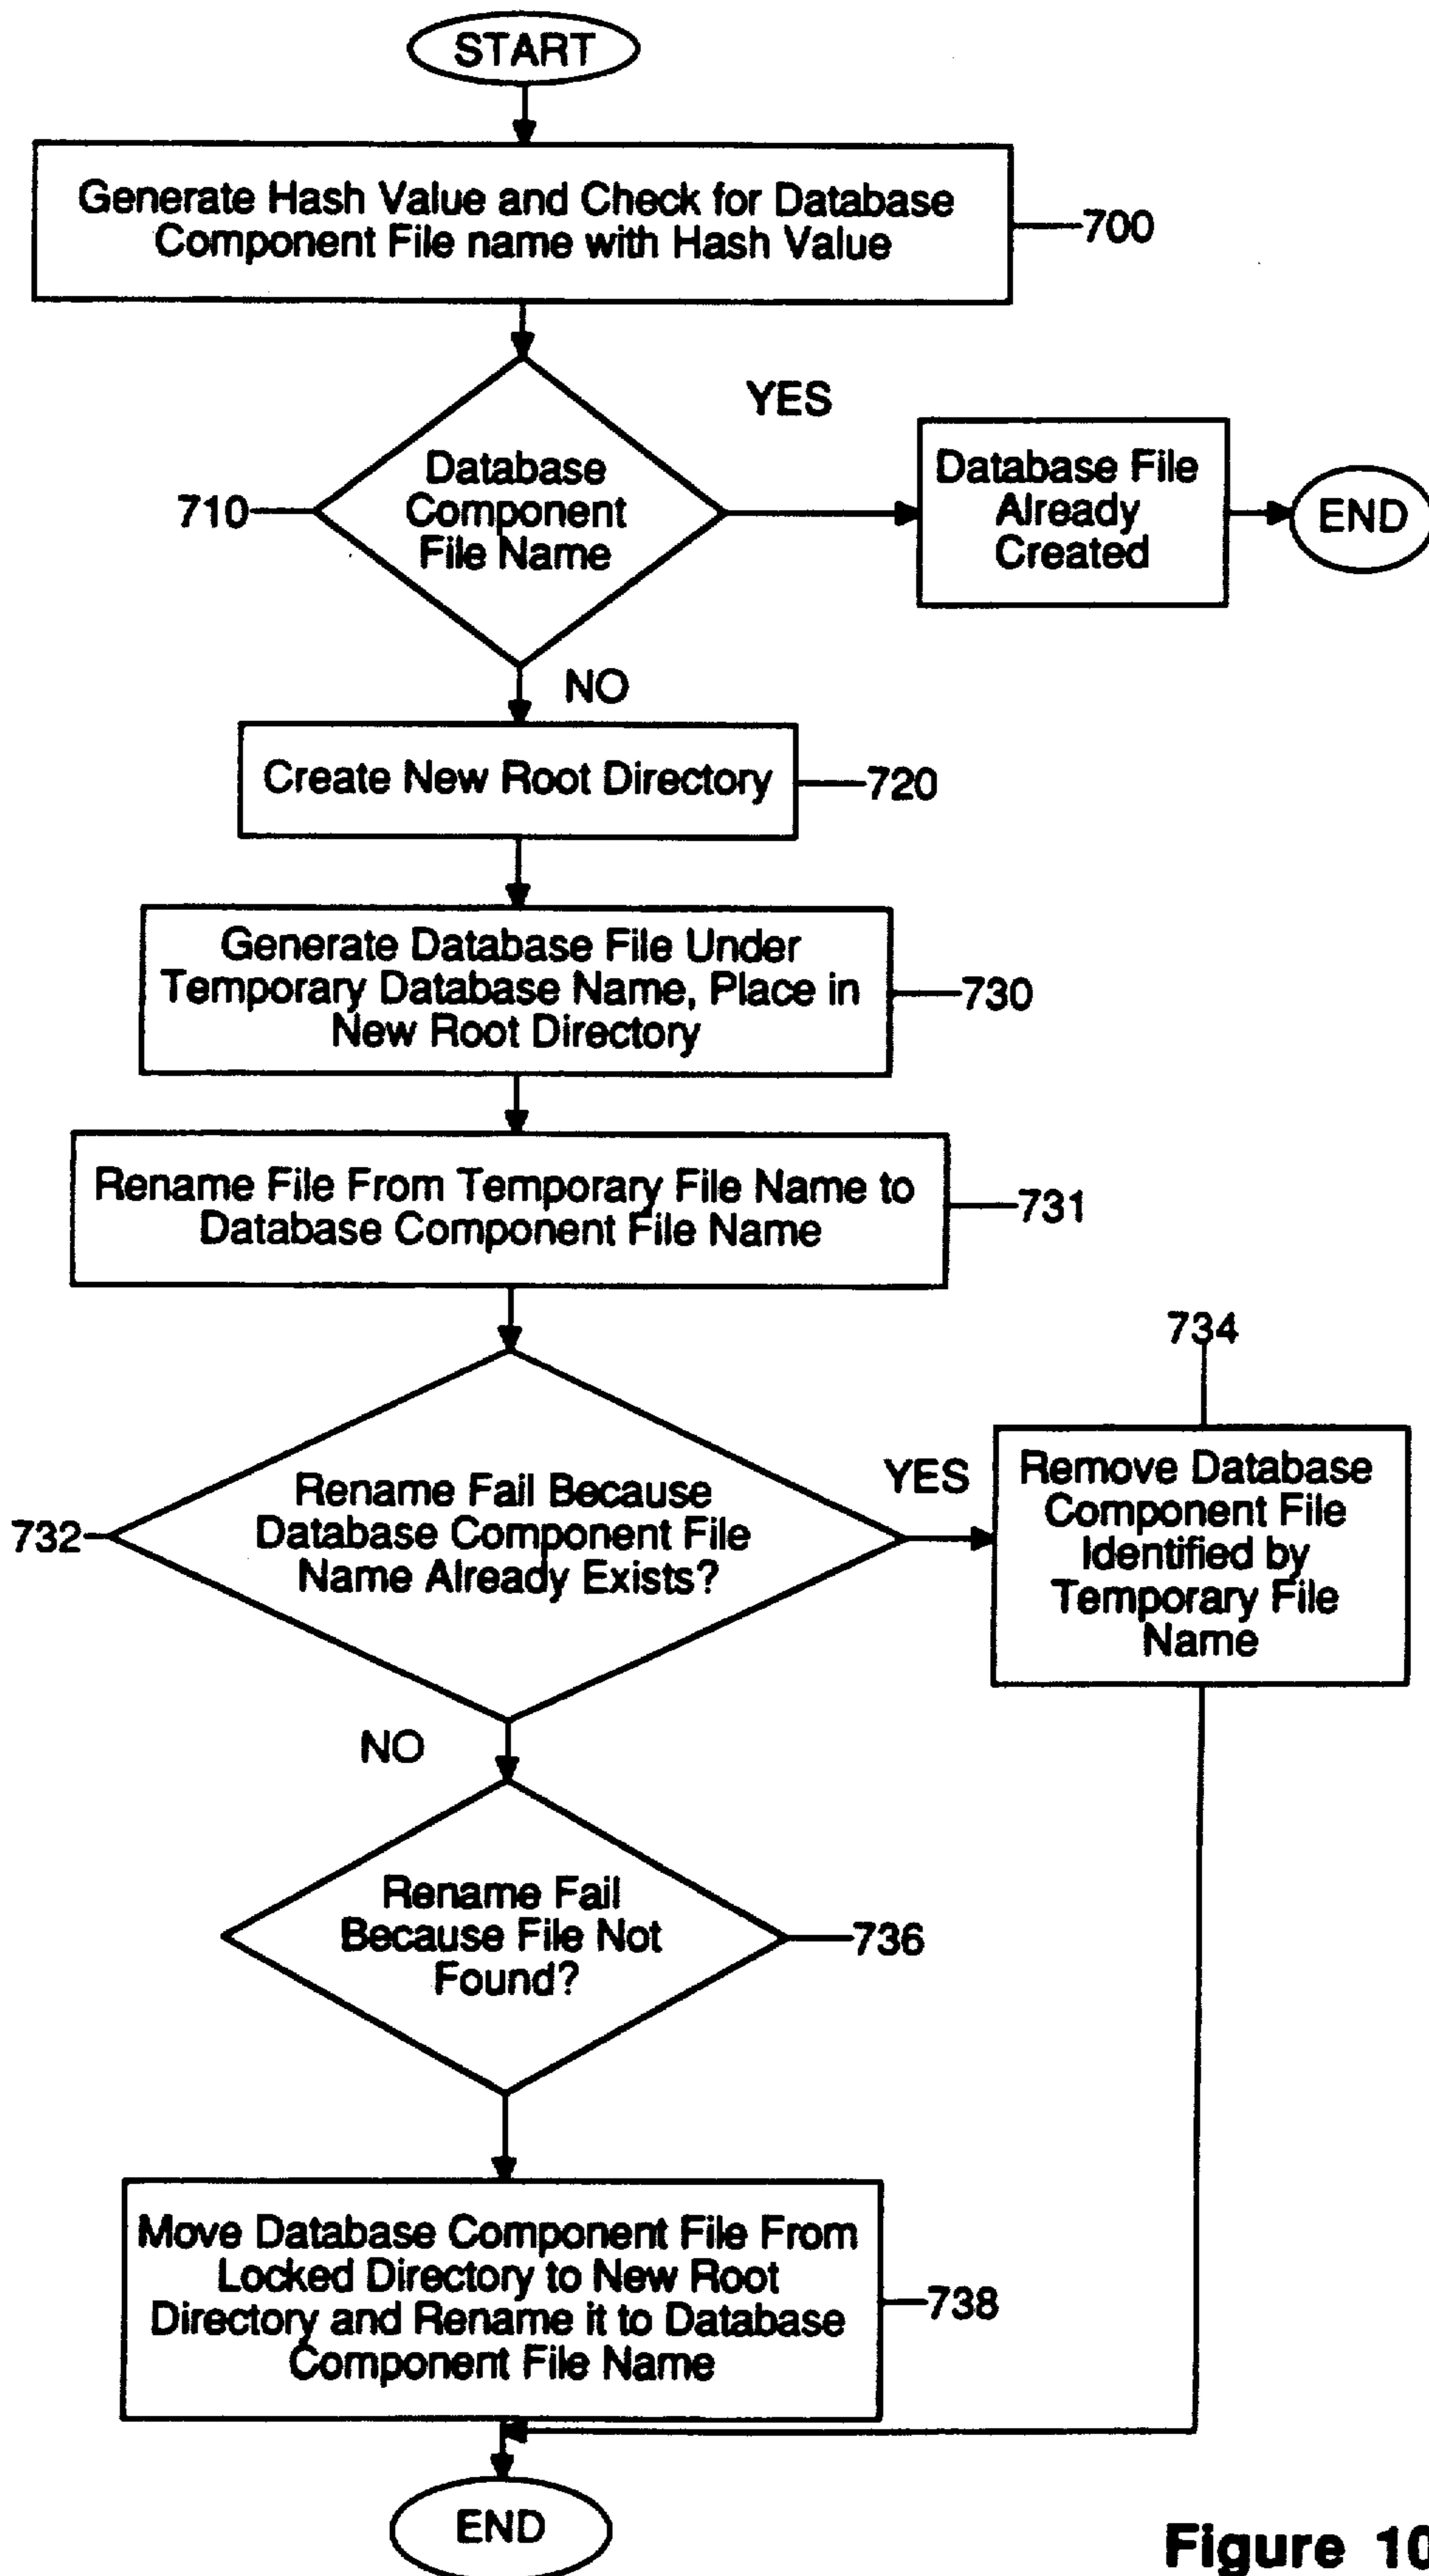 START
Generate Hash Value and Check for Database
Component File name with Hash Value
700
YES
Database
Component
File Name
710
Database File
Already
Created
END
NO
Create New Root Directory
720
Generate Database File Under
Temporary Database Name, Place in
New Root Directory
730
Rename File From Temporary File Name to
Database Component File Name
731
734
Rename Fail Because
Database Component File
Name Already Exists?
732
YES
Remove Database
Component File
Identified by
Temporary File
Name
NO
Rename Fail
Because File Not
Found?
736
Move Database Component File From
Locked Directory to New Root
Directory and Rename it to Database
Component File Name
738
END
Figure 10